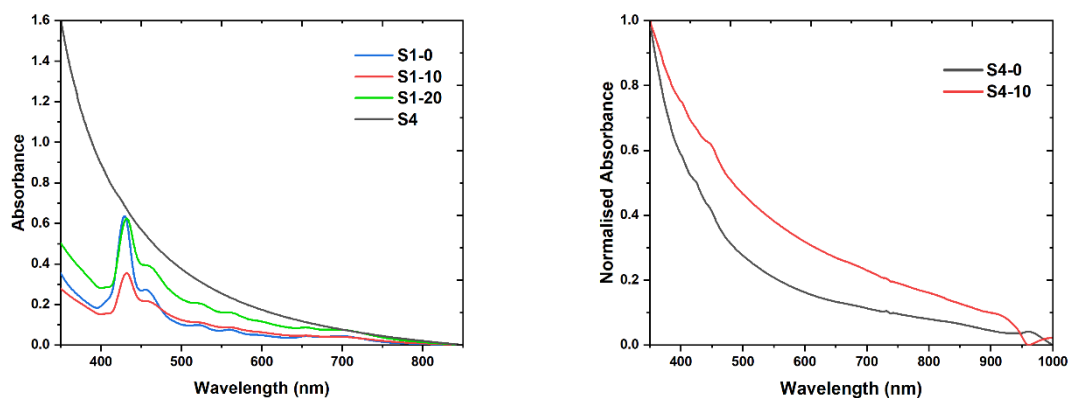 1.6
1.4
1.2
1.0
0.8
0.6
0.4
0.2
0.0
Absorbance
S1-0
S1-10
S1-20
S4
400 500 600 700 800
Wavelength (nm)
1.0
0.8
0.6
0.4
0.2
0.0
Normalised Absorbance
S4-0
S4-10
400 500 600 700 800 900 1000
Wavelength (nm)